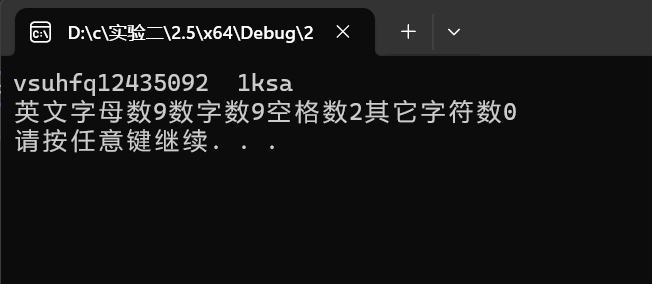 D:\c\实验二\2.5\x64\Debug\2
vsuhfq12435092  1ksa
英文字母数9数字数9空格数2其它字符数0
请按任意键继续. . .